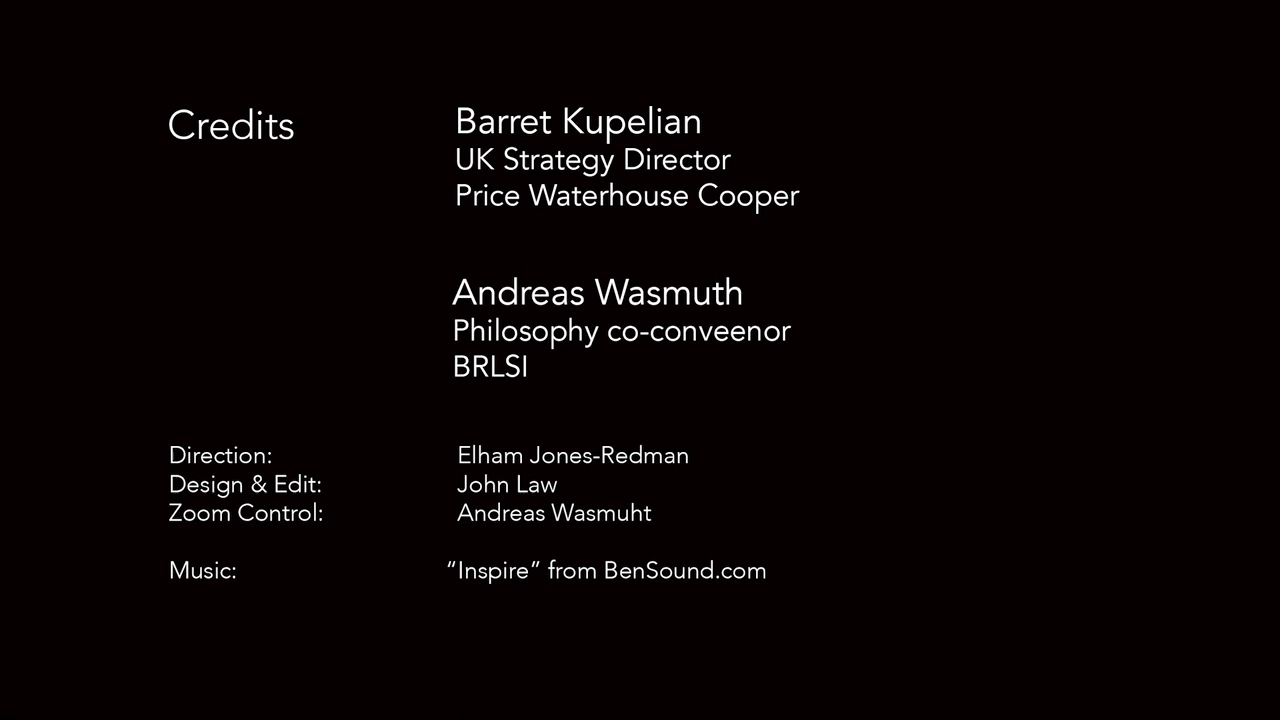 Credits
Barret Kupelian
UK Strategy Director
Price Waterhouse Cooper
Andreas Wasmuth
Philosophy co-conveenor
BRLSI
Direction: Elham Jones-Redman
Design & Edit: John Law
Zoom Control: Andreas Wasmuht
Music: “Inspire” from BenSound.com